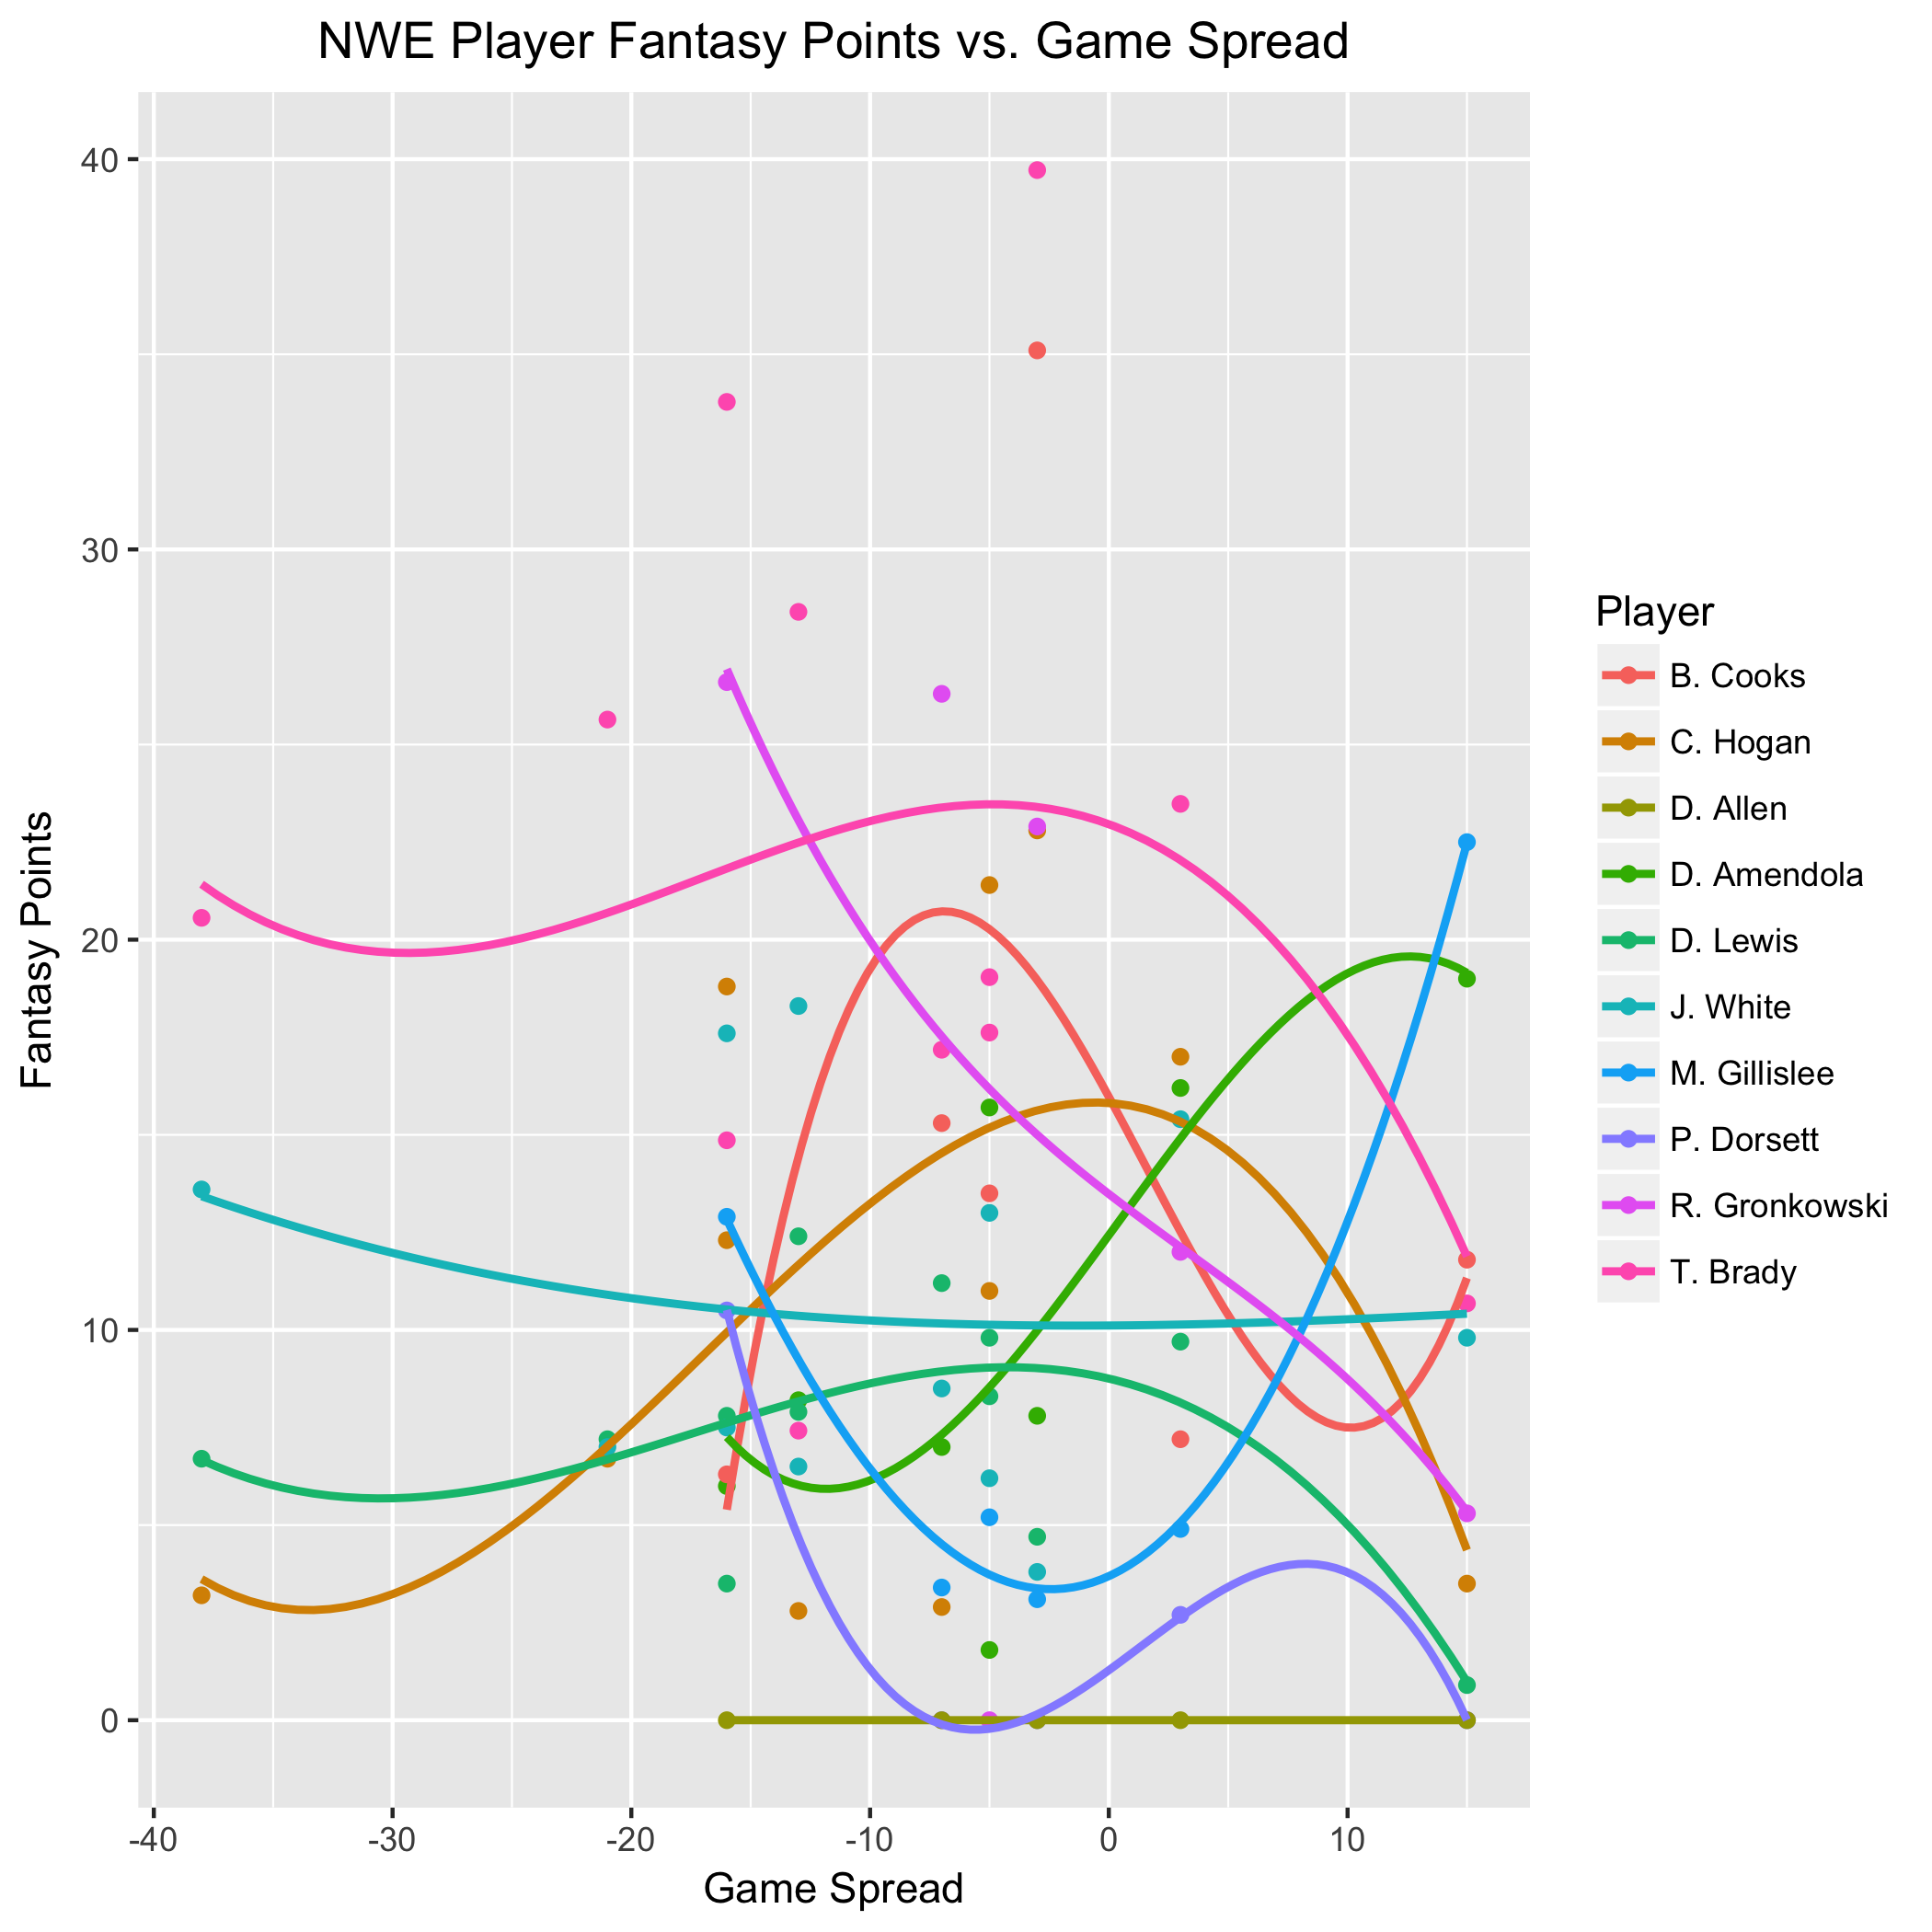 NWE Player Fantasy Points vs. Game Spread
Fantasy Points
40
30
20
10
0
-40
-30
-20
-10
0
10
Game Spread
Player
B. Cooks
C. Hogan
D. Allen
D. Amendola
D. Lewis
J. White
M. Gillislee
P. Dorsett
R. Gronkowski
T. Brady